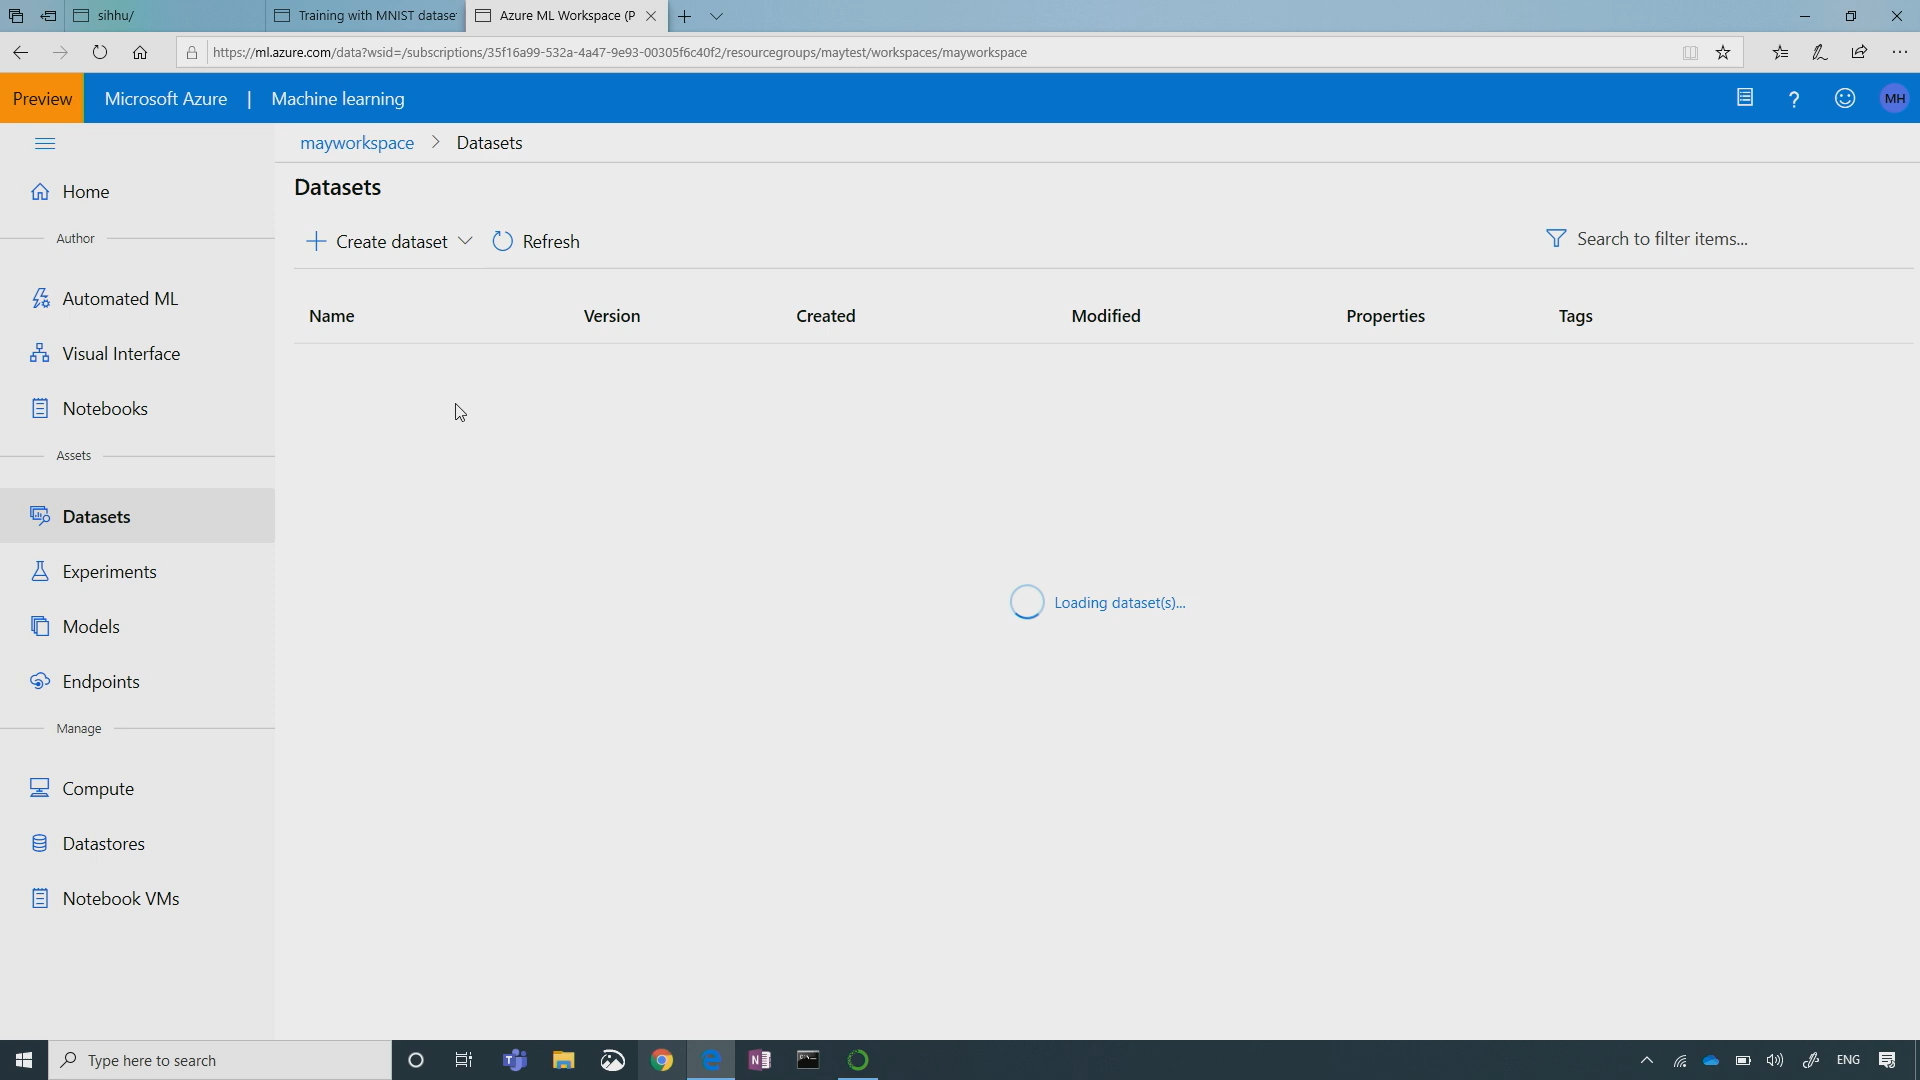 sihhu/
Training with MNIST datase
Azure ML Workspace (P
https://ml.azure.com/data?wsid=/subscriptions/35f16a99-532a-4a47-9e93-00305f6c40f2/resourcegroups/maytest/workspaces/mayworkspace
Preview
Microsoft Azure | Machine learning
MH
mayworkspace > Datasets
Home
Datasets
Author
Create dataset
Refresh
Search to filter items...
Automated ML
Name
Version
Created
Modified
Properties
Tags
Visual Interface
Notebooks
Assets
Datasets
Experiments
Loading dataset(s)...
Models
Endpoints
Manage
Compute
Datastores
Notebook VMs
Type here to search
ENG